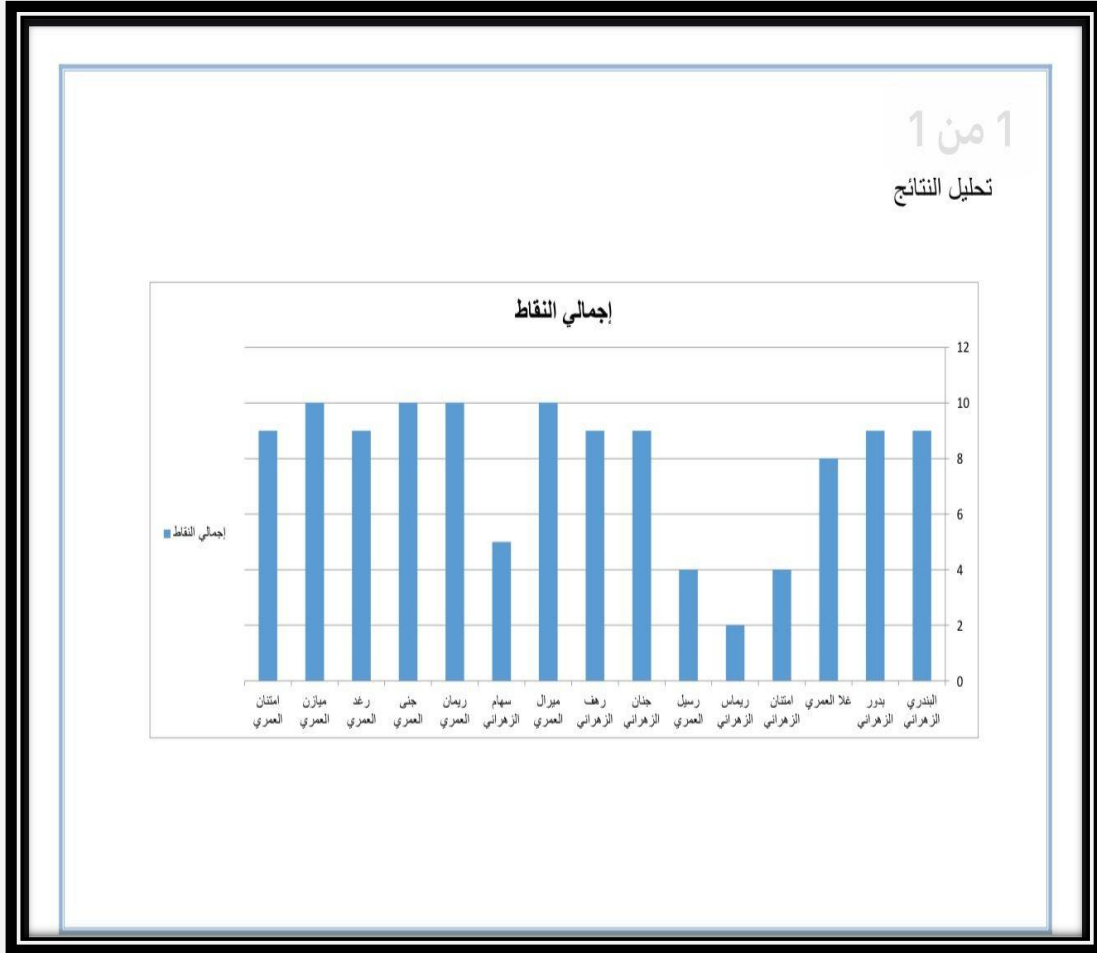 1 من 1
تحليل النتائج
إجمالي النقاط
12
10
8
6
4
2
0
إجمالي النقاط
البندري الزهراني
بدور الزهراني
غلا العمري
امتنان الزهراني
ريماس الزهراني
رسيل العمري
جنان الزهراني
رهف الزهراني
ميرال العمري
سهام الزهراني
ريمان العمري
جنى العمري
رغد العمري
ميازن العمري
امتنان العمري